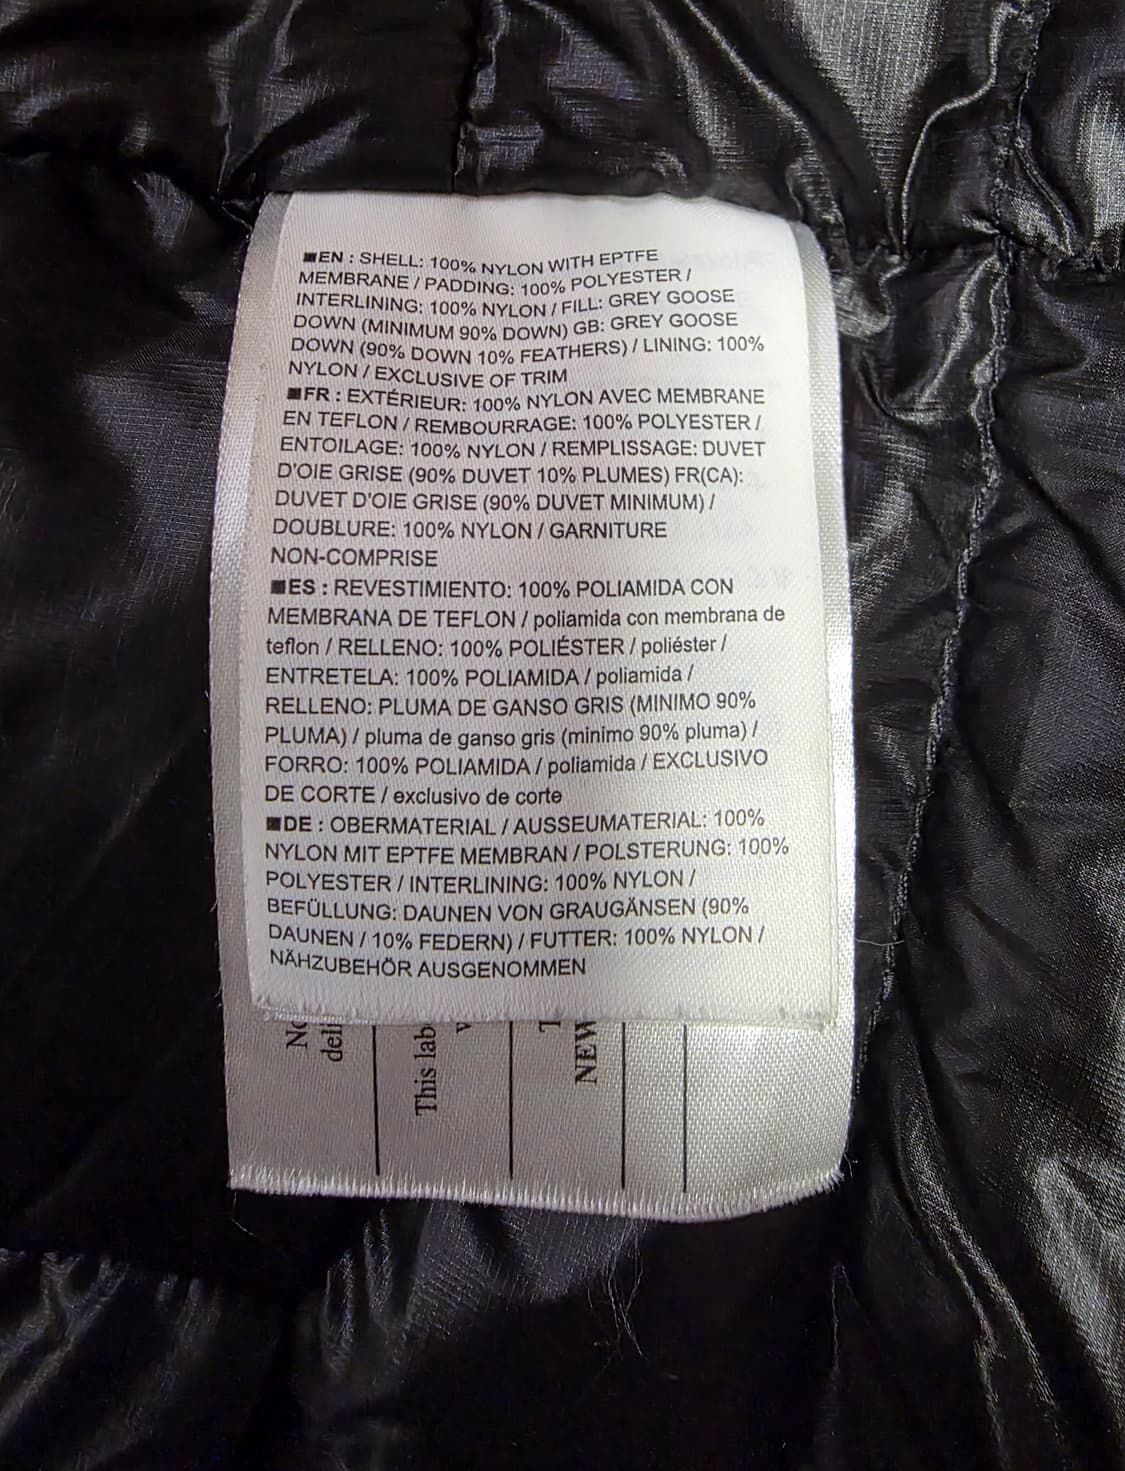 ■EN : SHELL: 100% NYLON WITH EPTFE
MEMBRANE / PADDING: 100% POLYESTER /
INTERLINING: 100% NYLON / FILL: GREY GOOSE
DOWN (MINIMUM 90% DOWN) GB: GREY GOOSE
DOWN (90% DOWN 10% FEATHERS) / LINING: 100%
NYLON / EXCLUSIVE OF TRIM
■FR : EXTÉRIEUR: 100% NYLON AVEC MEMBRANE
EN TEFLON / REMBOURRAGE: 100% POLYESTER /
ENTOILAGE: 100% NYLON / REMPLISSAGE: DUVET
D'OIE GRISE (90% DUVET 10% PLUMES) FR(CA):
DUVET D'OIE GRISE (90% DUVET MINIMUM) /
DOUBLURE: 100% NYLON / GARNITURE
NON-COMPRISE
■ES : REVESTIMIENTO: 100% POLIAMIDA CON
MEMBRANA DE TEFLON / poliamida con membrana de
teflon / RELLENO: 100% POLIÉSTER / poliéster /
ENTRETELA: 100% POLIAMIDA / poliamida /
RELLENO: PLUMA DE GANSO GRIS (MINIMO 90%
PLUMA) / pluma de ganso gris (minimo 90% pluma) /
FORRO: 100% POLIAMIDA / poliamida / EXCLUSIVO
DE CORTE / exclusivo de corte
■DE : OBERMATERIAL / AUSSEUMATERIAL: 100%
NYLON MIT EPTFE MEMBRAN / POLSTERUNG: 100%
POLYESTER / INTERLINING: 100% NYLON /
BEFÜLLUNG: DAUNEN VON GRAUGÄNSEN (90%
DAUNEN / 10% FEDERN) / FUTTER: 100% NYLON /
NÄHZUBEHÖR AUSGENOMMEN
This lab
NEW